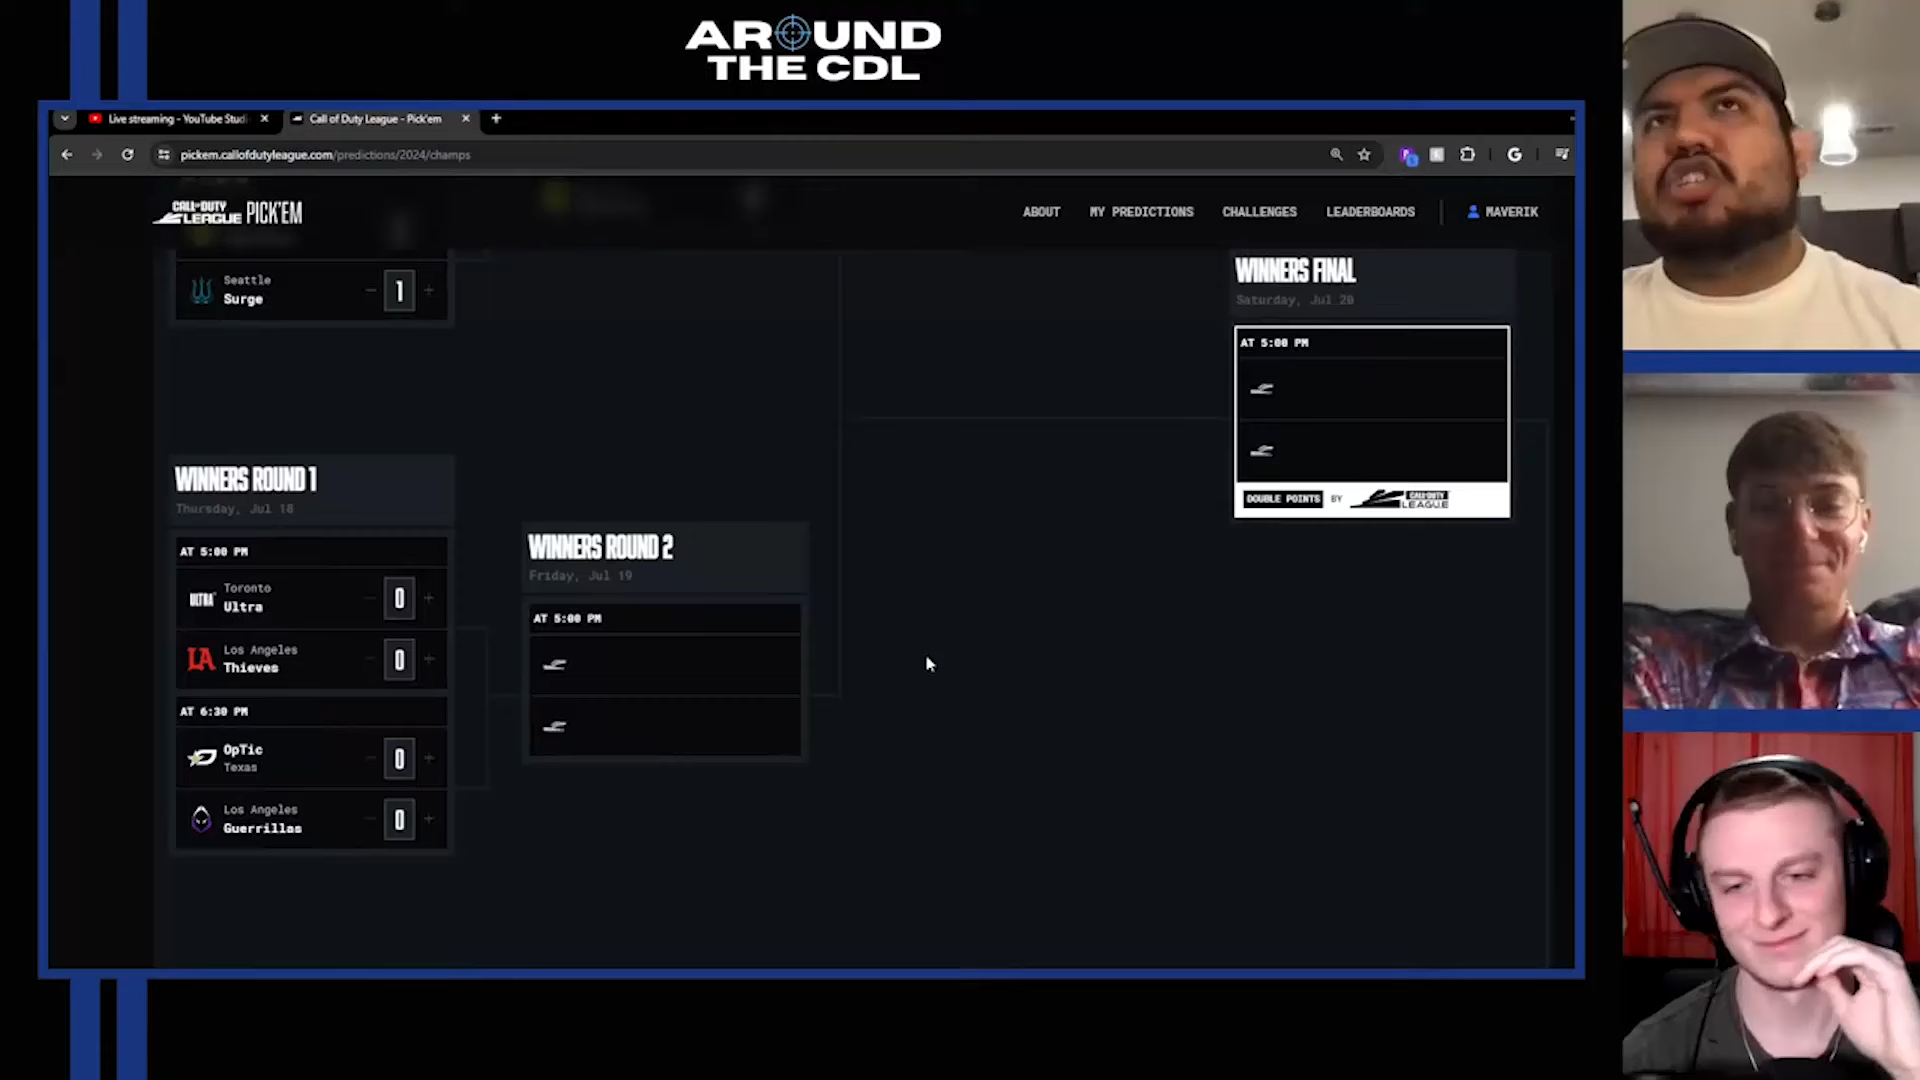 AROUND
THE CDL
Live streaming - YouTube Studi
Call of Duty League - Pick'em
pickem.callofdutyleague.com/predictions/2024/champs
CALL OF DUTY
LEAGUE PICK'EM
ABOUT
MY PREDICTIONS
CHALLENGES
LEADERBOARDS
MAVERIK
Seattle
Surge
1
WINNERS FINAL
Saturday, Jul 20
AT 5:00 PM
DOUBLE POINTS BY CALL OF DUTY LEAGUE
WINNERS ROUND 1
Thursday, Jul 18
AT 5:00 PM
ULTRA
Toronto
Ultra
0
LA
Los Angeles
Thieves
0
AT 6:30 PM
OpTic
Texas
0
Los Angeles
Guerrillas
0
WINNERS ROUND 2
Friday, Jul 19
AT 5:00 PM